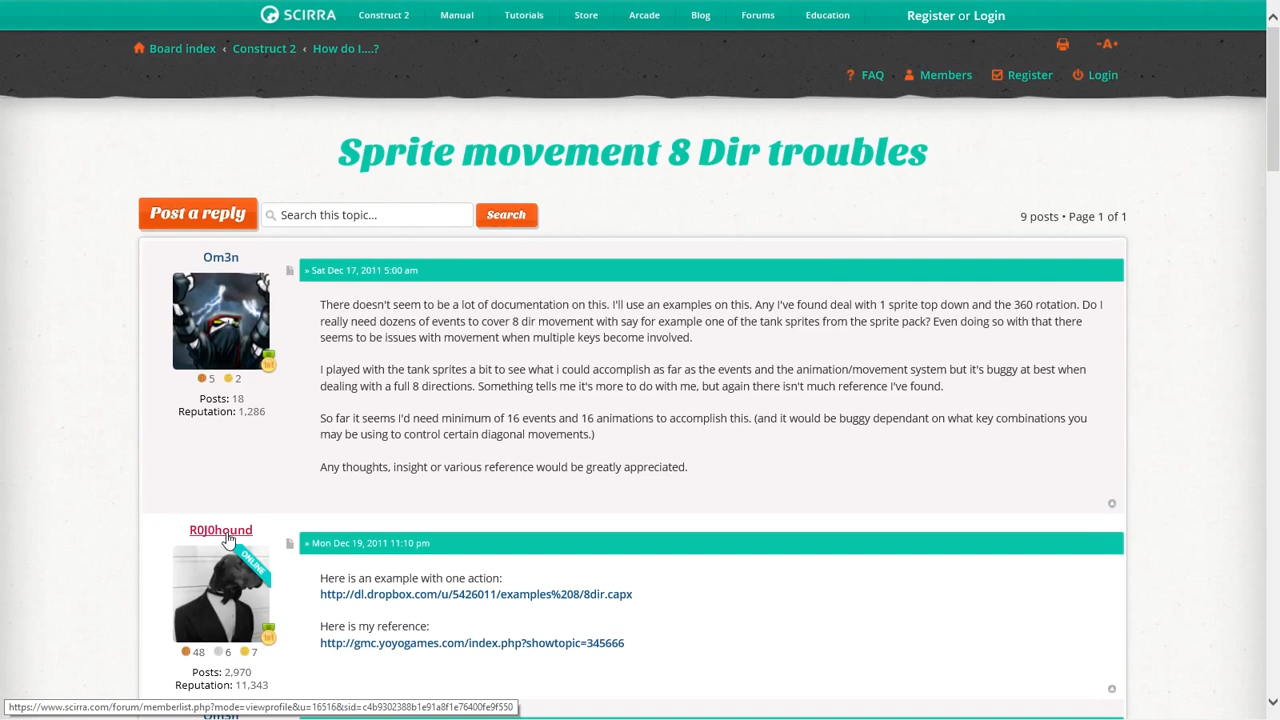 SCIRRA Construct 2 Manual Tutorials Store Arcade Blog Forums Education Register or Login
Board index ‹ Construct 2 ‹ How do I....?
-A+
FAQ Members Register Login
Sprite movement 8 Dir troubles
Post a reply Search this topic... Search 9 posts • Page 1 of 1
Om3n
» Sat Dec 17, 2011 5:00 am
There doesn't seem to be a lot of documentation on this. I'll use an examples on this. Any I've found deal with 1 sprite top down and the 360 rotation. Do I
really need dozens of events to cover 8 dir movement with say for example one of the tank sprites from the sprite pack? Even doing so with that there
seems to be issues with movement when multiple keys become involved.
I played with the tank sprites a bit to see what i could accomplish as far as the events and the animation/movement system but it's buggy at best when
dealing with a full 8 directions. Something tells me it's more to do with me, but again there isn't much reference I've found.
So far it seems I'd need minimum of 16 events and 16 animations to accomplish this. (and it would be buggy dependant on what key combinations you
may be using to control certain diagonal movements.)
Any thoughts, insight or various reference would be greatly appreciated.
5 2
Posts: 18
Reputation: 1,286
R0J0hound
ONLINE
» Mon Dec 19, 2011 11:10 pm
Here is an example with one action:
http://dl.dropbox.com/u/5426011/examples%208/8dir.capx
Here is my reference:
http://gmc.yoyogames.com/index.php?showtopic=345666
48 6 7
Posts: 2,970
Reputation: 11,343
https://www.scirra.com/forum/memberlist.php?mode=viewprofile&u=16516&sid=c4b9302388b1e91a8f1e76400fe9f550
Om3n